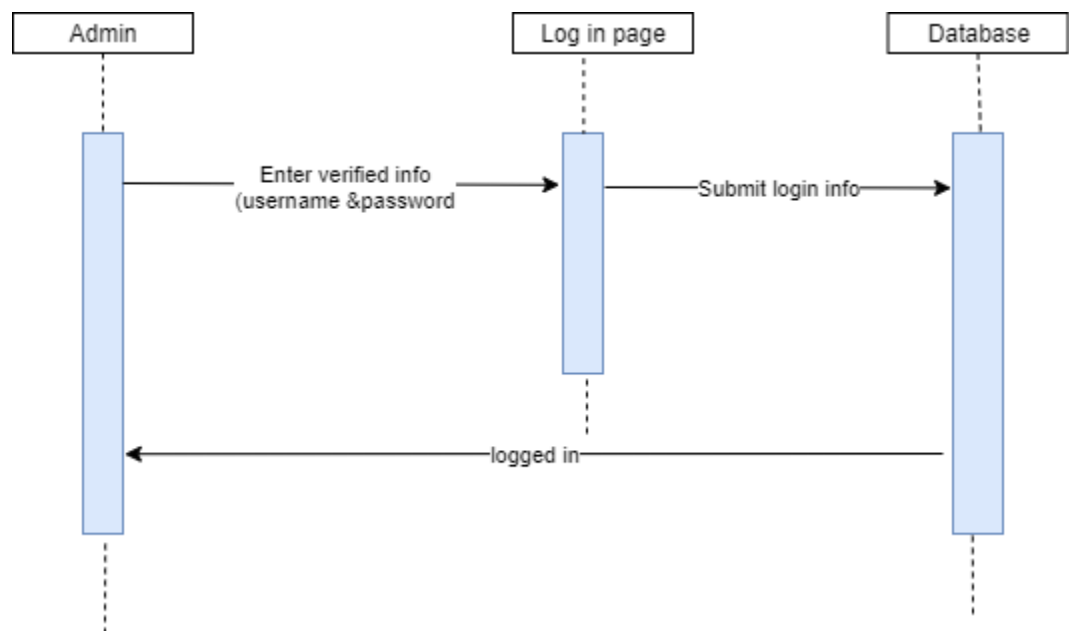 Admin
Log in page
Database
Enter verified info
(username &password
Submit login info
logged in